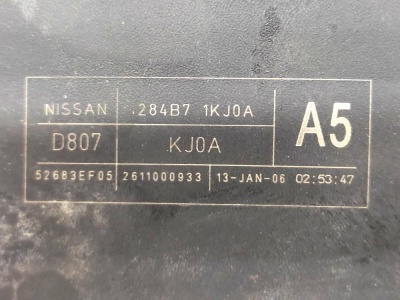 NISSAN .284B7 1KJ0A A5
D807 KJ0A
52683EF05 2611000933 13-JAN-06 02:53:47